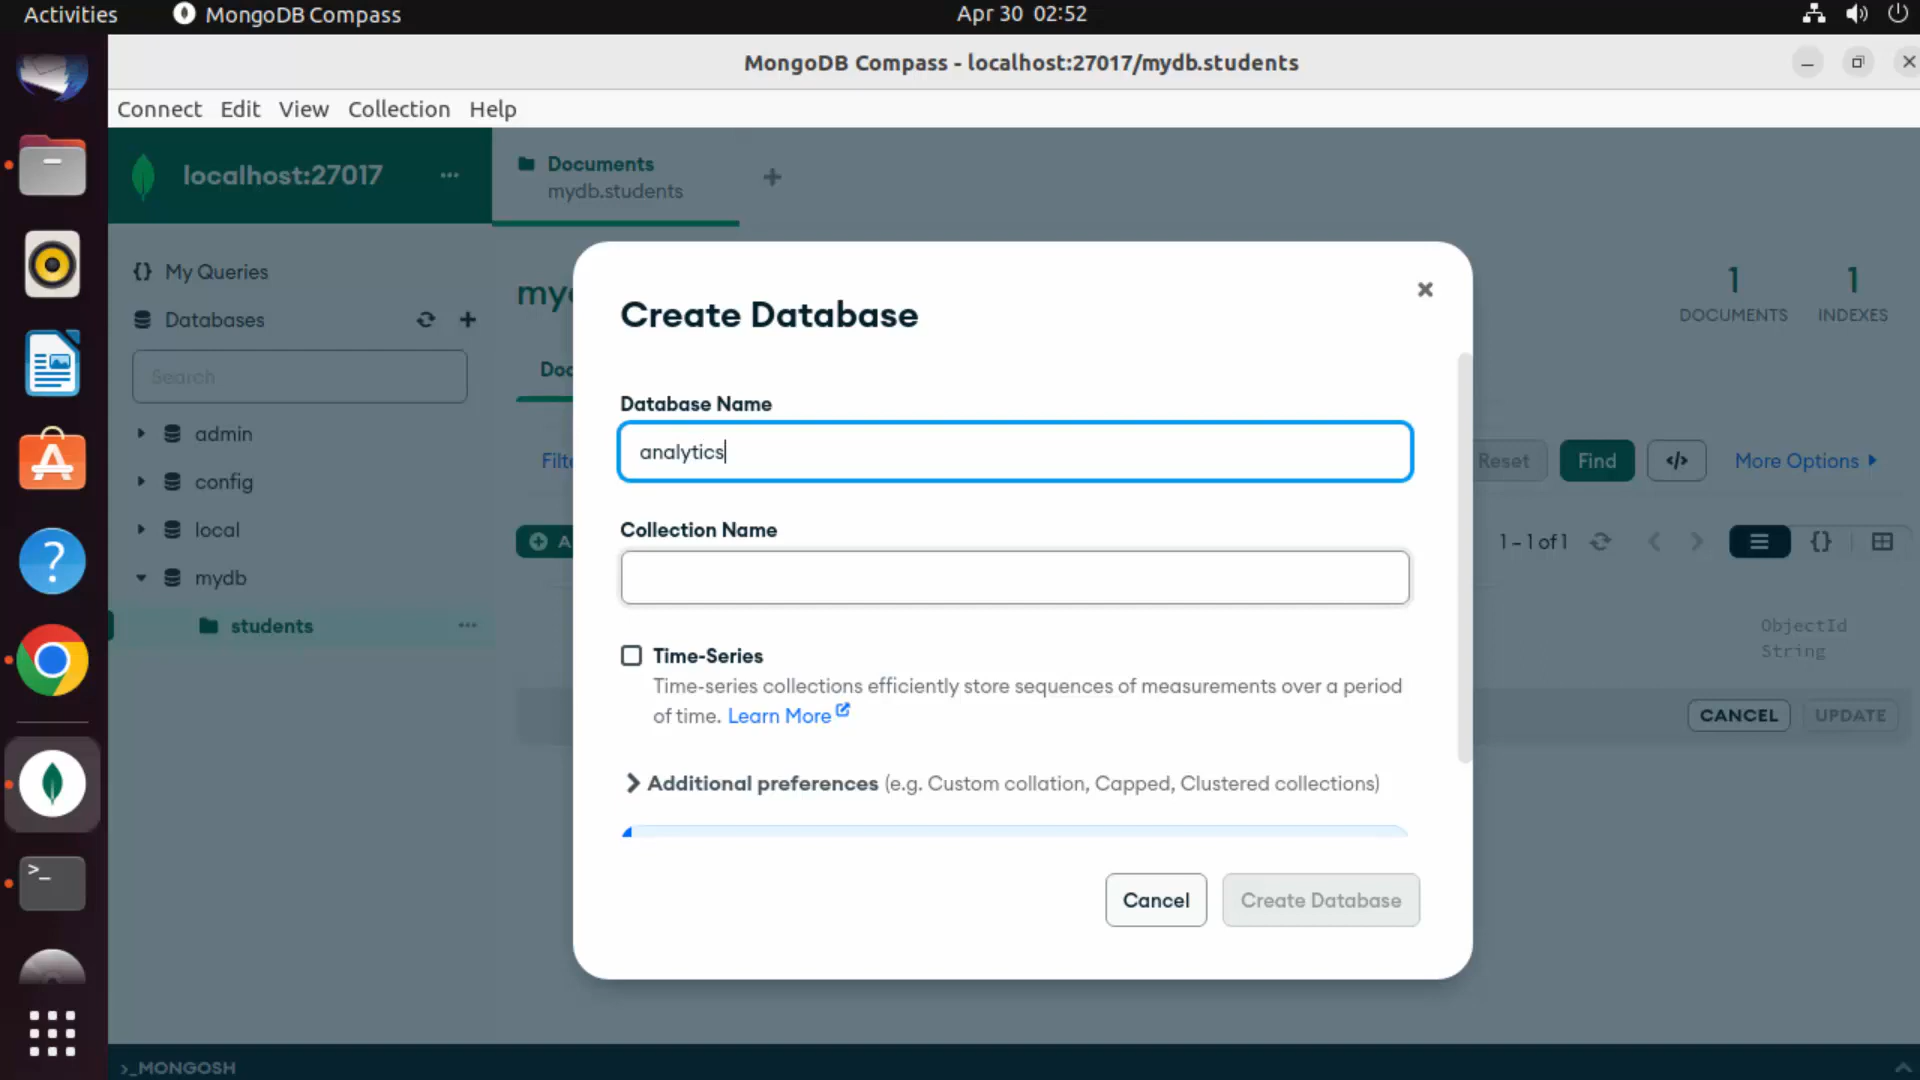 Activities
MongoDB Compass
Apr 30 02:52
MongoDB Compass - localhost:27017/mydb.students
Connect Edit View Collection Help
localhost:27017
Documents
mydb.students
My Queries
Databases
Search
admin
config
local
mydb
students
1
DOCUMENTS
1
INDEXES
Reset
Find
More Options
1 – 1 of 1
ObjectId
String
CANCEL
UPDATE
Create Database
Database Name
analytics
Collection Name
Time-Series
Time-series collections efficiently store sequences of measurements over a period
of time. Learn More
Additional preferences (e.g. Custom collation, Capped, Clustered collections)
Cancel
Create Database
>_MONGOSH